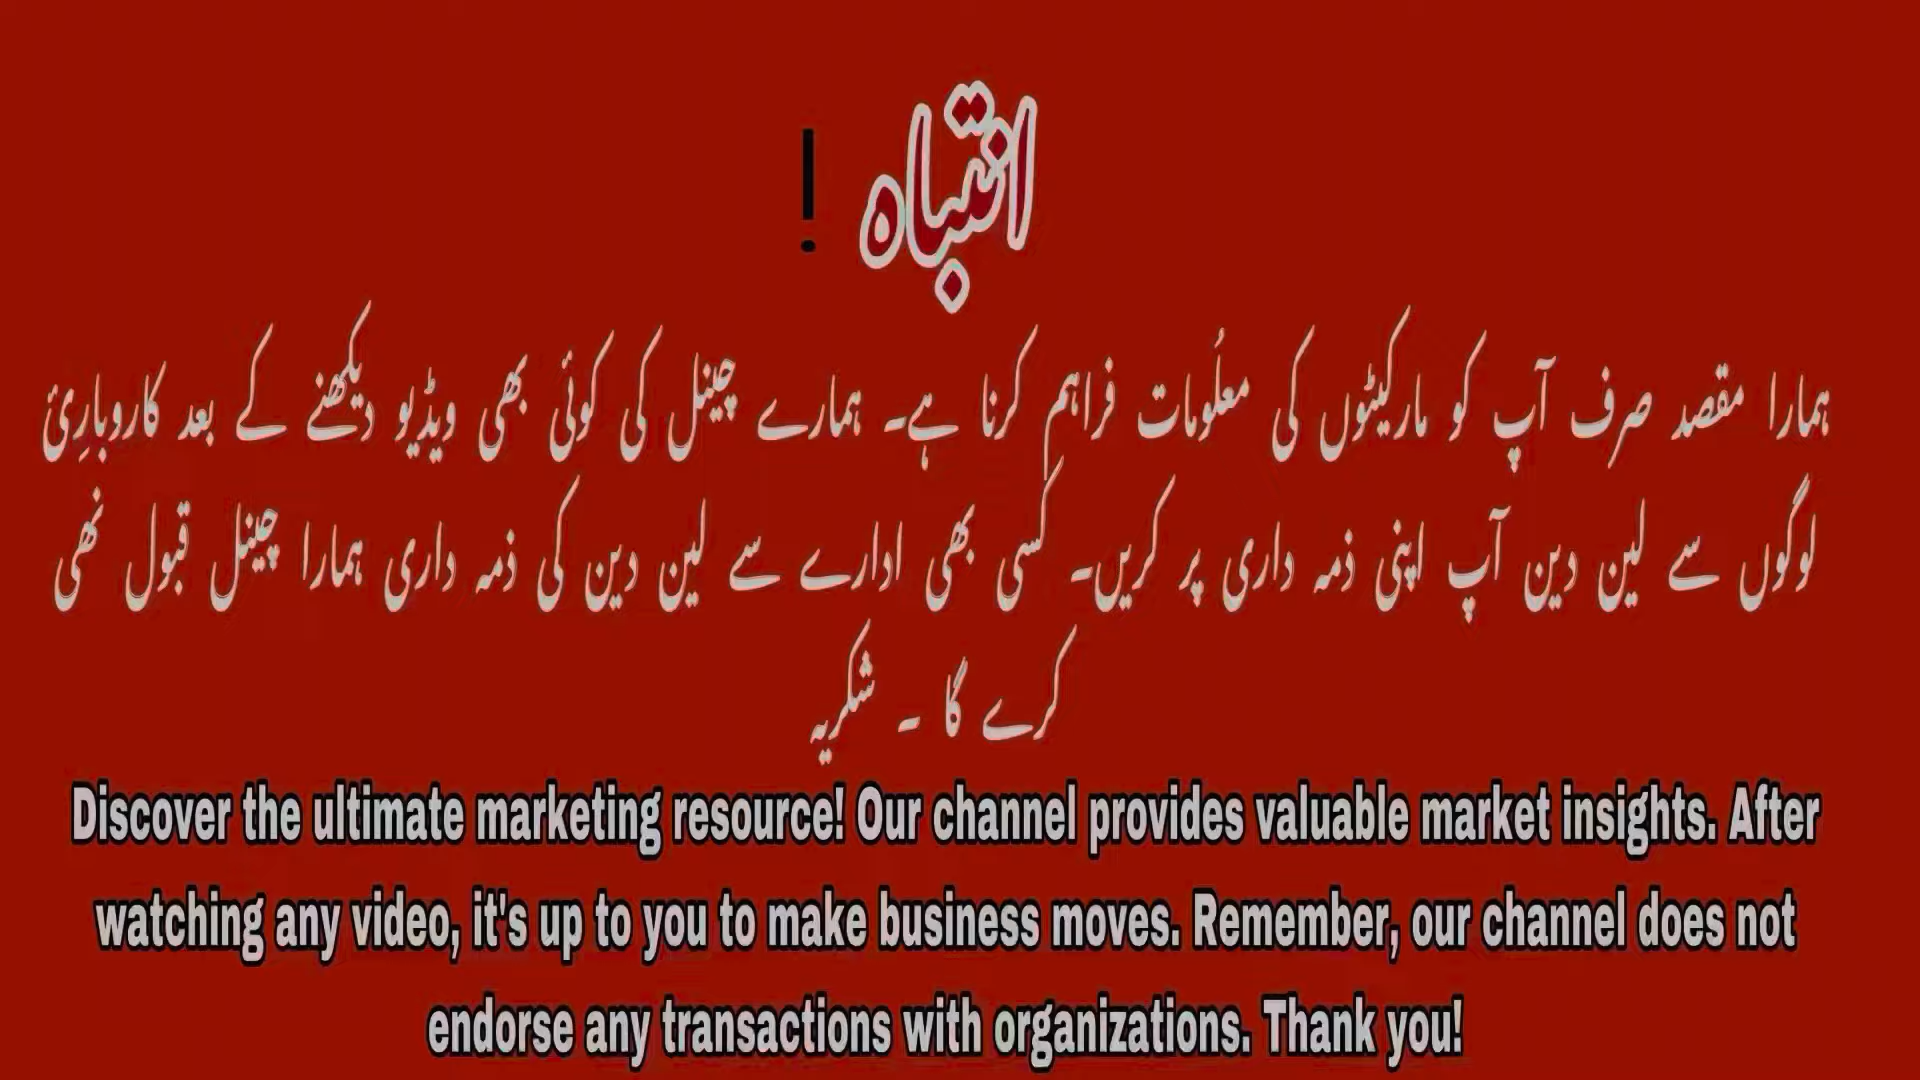 انتباہ !
ہمارا مقصد صرف آپ کو مارکیٹوں کی معلُومات فراہم کرنا ہے۔ ہمارے چینل کی کوئی بھی ویڈیو دیکھنے کے بعد کاروبارِئ
لوگوں سے لین دین آپ اپنی ذمہ داری پر کریں۔ کسی بھی ادارے سے لین دین کی ذمہ داری ہمارا چینل قبول نھی
کرے گا ۔ شکریہ
Discover the ultimate marketing resource! Our channel provides valuable market insights. After
watching any video, it's up to you to make business moves. Remember, our channel does not
endorse any transactions with organizations. Thank you!